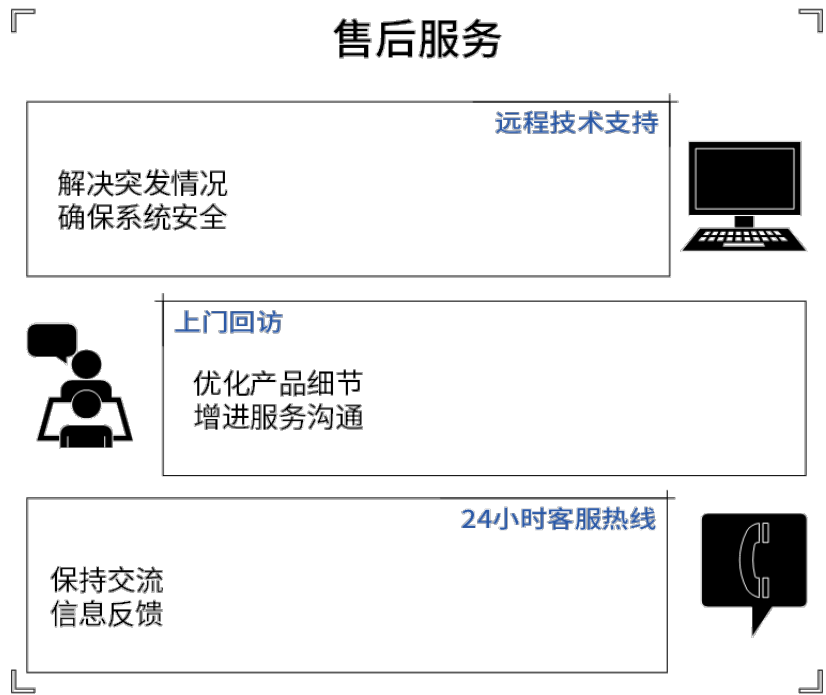 售后服务
远程技术支持
解决突发情况
确保系统安全
上门回访
优化产品细节
增进服务沟通
24小时客服热线
保持交流
信息反馈